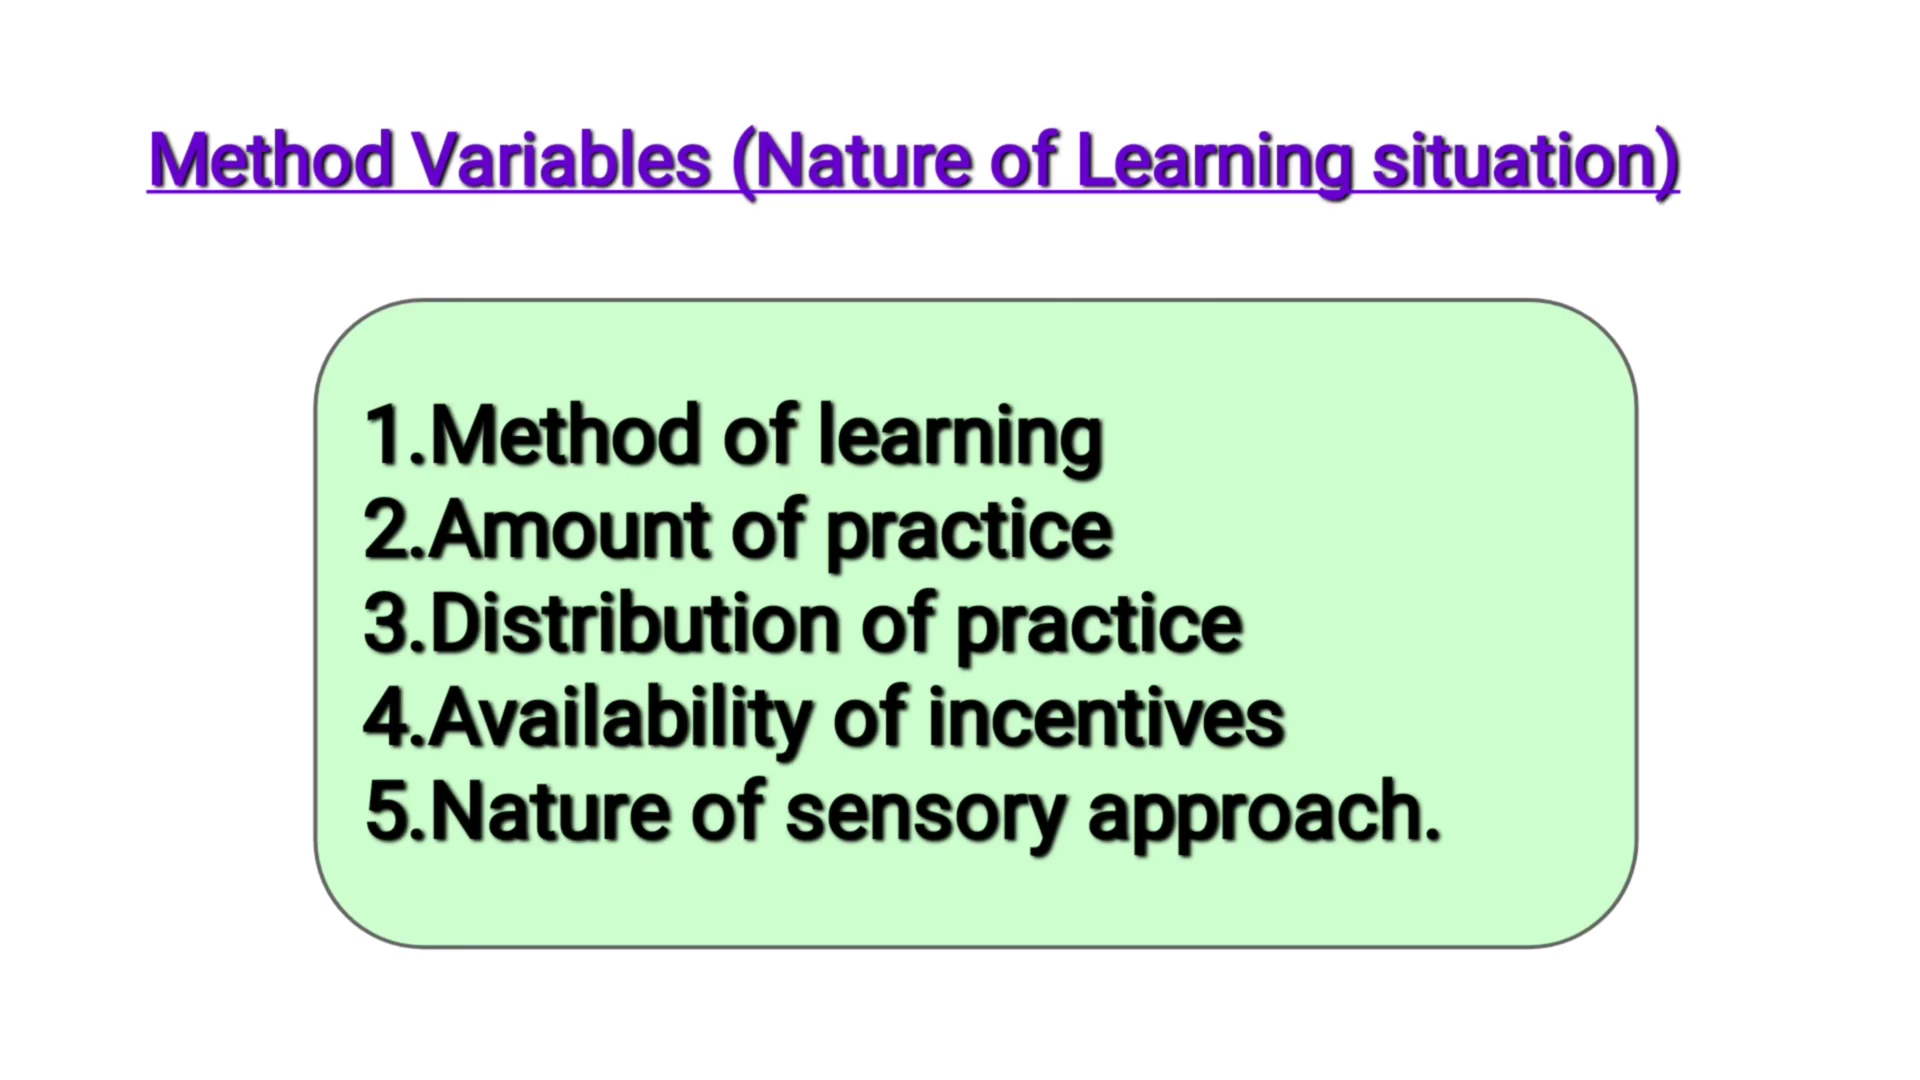 Method Variables (Nature of Learning situation)
1.Method of learning
2.Amount of practice
3.Distribution of practice
4.Availability of incentives
5.Nature of sensory approach.